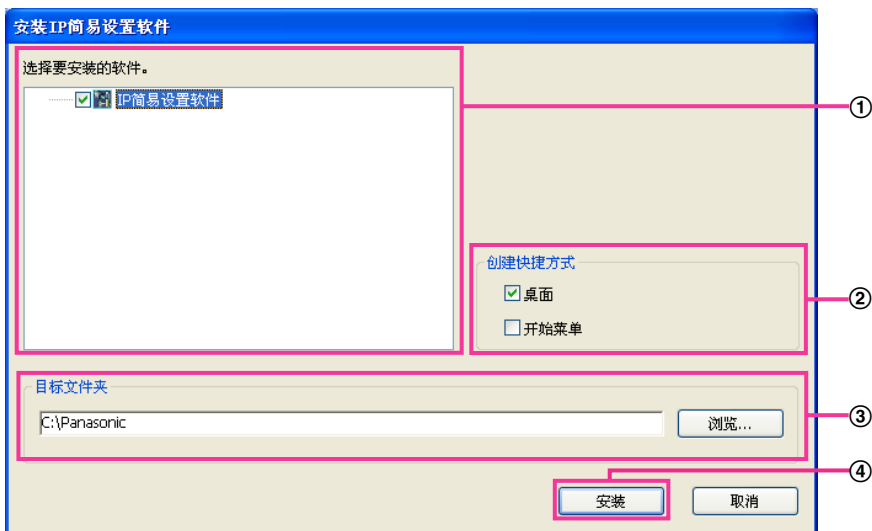 安装IP简易设置软件
选择要安装的软件。
IP简易设置软件
①
创建快捷方式
桌面
②
开始菜单
目标文件夹
C:\Panasonic
浏览...
③
④
安装
取消